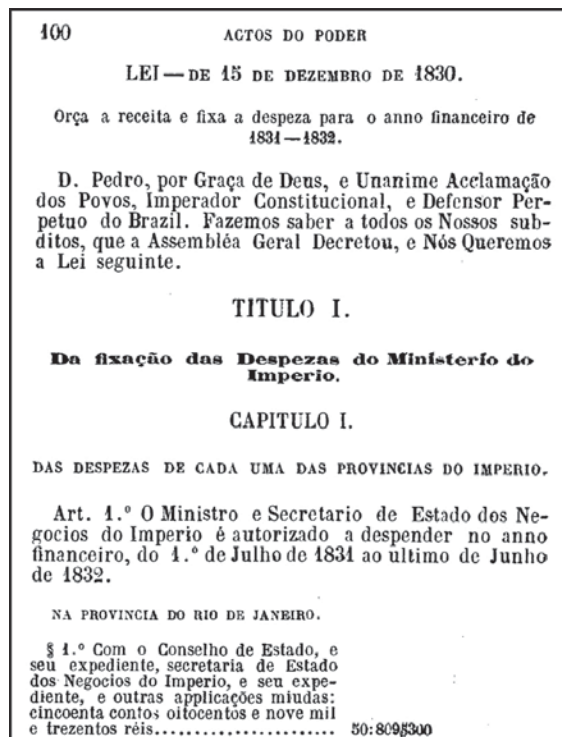 100 ACTOS DO PODER
LEI — DE 15 DE DEZEMBRO DE 1830.
Orça a receita e fixa a despeza para o anno financeiro de
1831—1832.
D. Pedro, por Graça de Deus, e Unanime Acclamação
dos Povos, Imperador Constitucional, e Defensor Per-
petuo do Brazil. Fazemos saber a todos os Nossos sub-
ditos, que a Assembléa Geral Decretou, e Nós Queremos
a Lei seguinte.
TITULO I.
Da fixação das Despezas do Ministerio do
Imperio.
CAPITULO I.
DAS DESPEZAS DE CADA UMA DAS PROVINCIAS DO IMPERIO.
Art. 1.º O Ministro e Secretario de Estado dos Ne-
gocios do Imperio é autorizado a despender no anno
financeiro, do 1.º de Julho de 1831 ao ultimo de Junho
de 1832.
NA PROVINCIA DO RIO DE JANEIRO.
§ 1.º Com o Conselho de Estado, e
seu expediente, secretaria de Estado
dos Negocios do Imperio, e seu expe-
diente, e outras applicações miudas:
cincoenta contos oitocentos e nove mil
e trezentos réis...................... 50:809$300